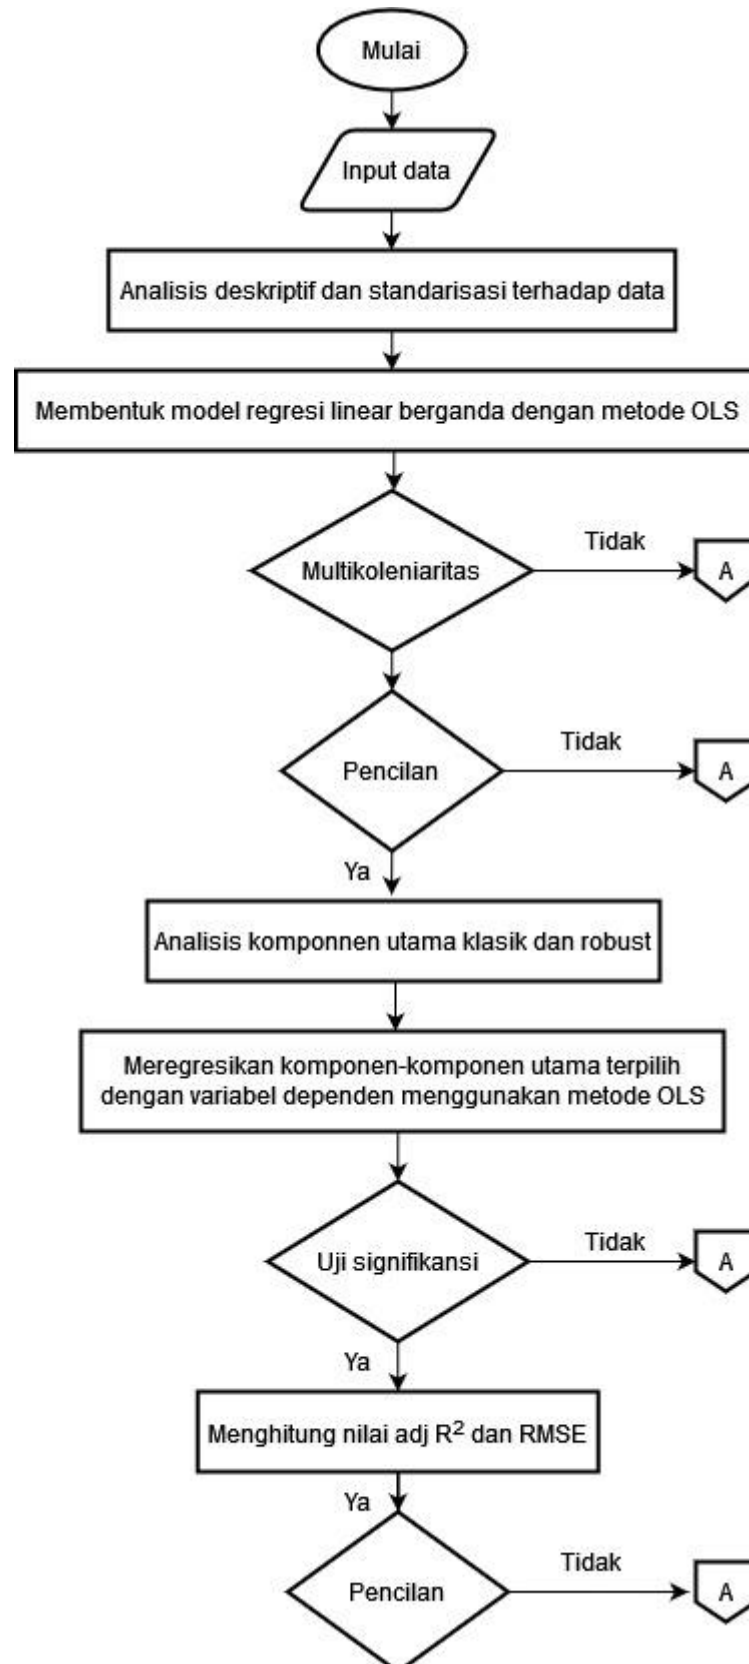 Mulai
Input data
Analisis deskriptif dan standarisasi terhadap data
Membentuk model regresi linear berganda dengan metode OLS
Multikoleniaritas
Tidak
A
Pencilan
Tidak
A
Ya
Analisis komponnen utama klasik dan robust
Meregresikan komponen-komponen utama terpilih
dengan variabel dependen menggunakan metode OLS
Uji signifikansi
Tidak
A
Ya
Menghitung nilai adj R² dan RMSE
Ya
Pencilan
Tidak
A